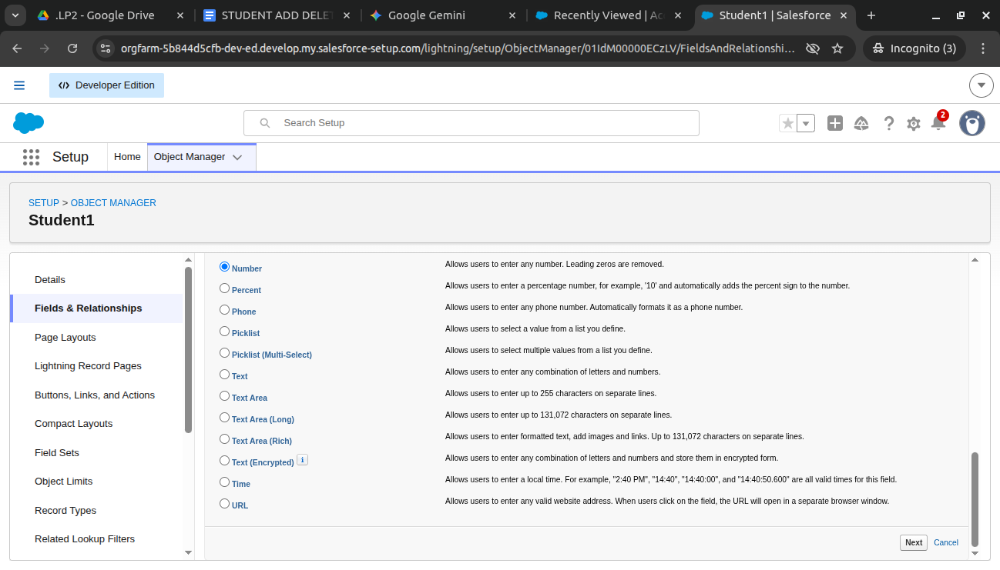 .LP2 - Google Drive
STUDENT ADD DELET
Google Gemini
Recently Viewed | Ac
Student1 | Salesforce
orgfarm-5b844d5cfb-dev-ed.develop.my.salesforce-setup.com/lightning/setup/ObjectManager/01IdM00000ECzLV/FieldsAndRelationshi...
Incognito (3)
Developer Edition
Search Setup
2
Setup
Home
Object Manager
SETUP > OBJECT MANAGER
Student1
Details
Fields & Relationships
Page Layouts
Lightning Record Pages
Buttons, Links, and Actions
Compact Layouts
Field Sets
Object Limits
Record Types
Related Lookup Filters
Number Allows users to enter any number. Leading zeros are removed.
Percent Allows users to enter a percentage number, for example, '10' and automatically adds the percent sign to the number.
Phone Allows users to enter any phone number. Automatically formats it as a phone number.
Picklist Allows users to select a value from a list you define.
Picklist (Multi-Select) Allows users to select multiple values from a list you define.
Text Allows users to enter any combination of letters and numbers.
Text Area Allows users to enter up to 255 characters on separate lines.
Text Area (Long) Allows users to enter up to 131,072 characters on separate lines.
Text Area (Rich) Allows users to enter formatted text, add images and links. Up to 131,072 characters on separate lines.
Text (Encrypted) i Allows users to enter any combination of letters and numbers and store them in encrypted form.
Time Allows users to enter a local time. For example, "2:40 PM", "14:40", "14:40:00", and "14:40:50.600" are all valid times for this field.
URL Allows users to enter any valid website address. When users click on the field, the URL will open in a separate browser window.
Next Cancel